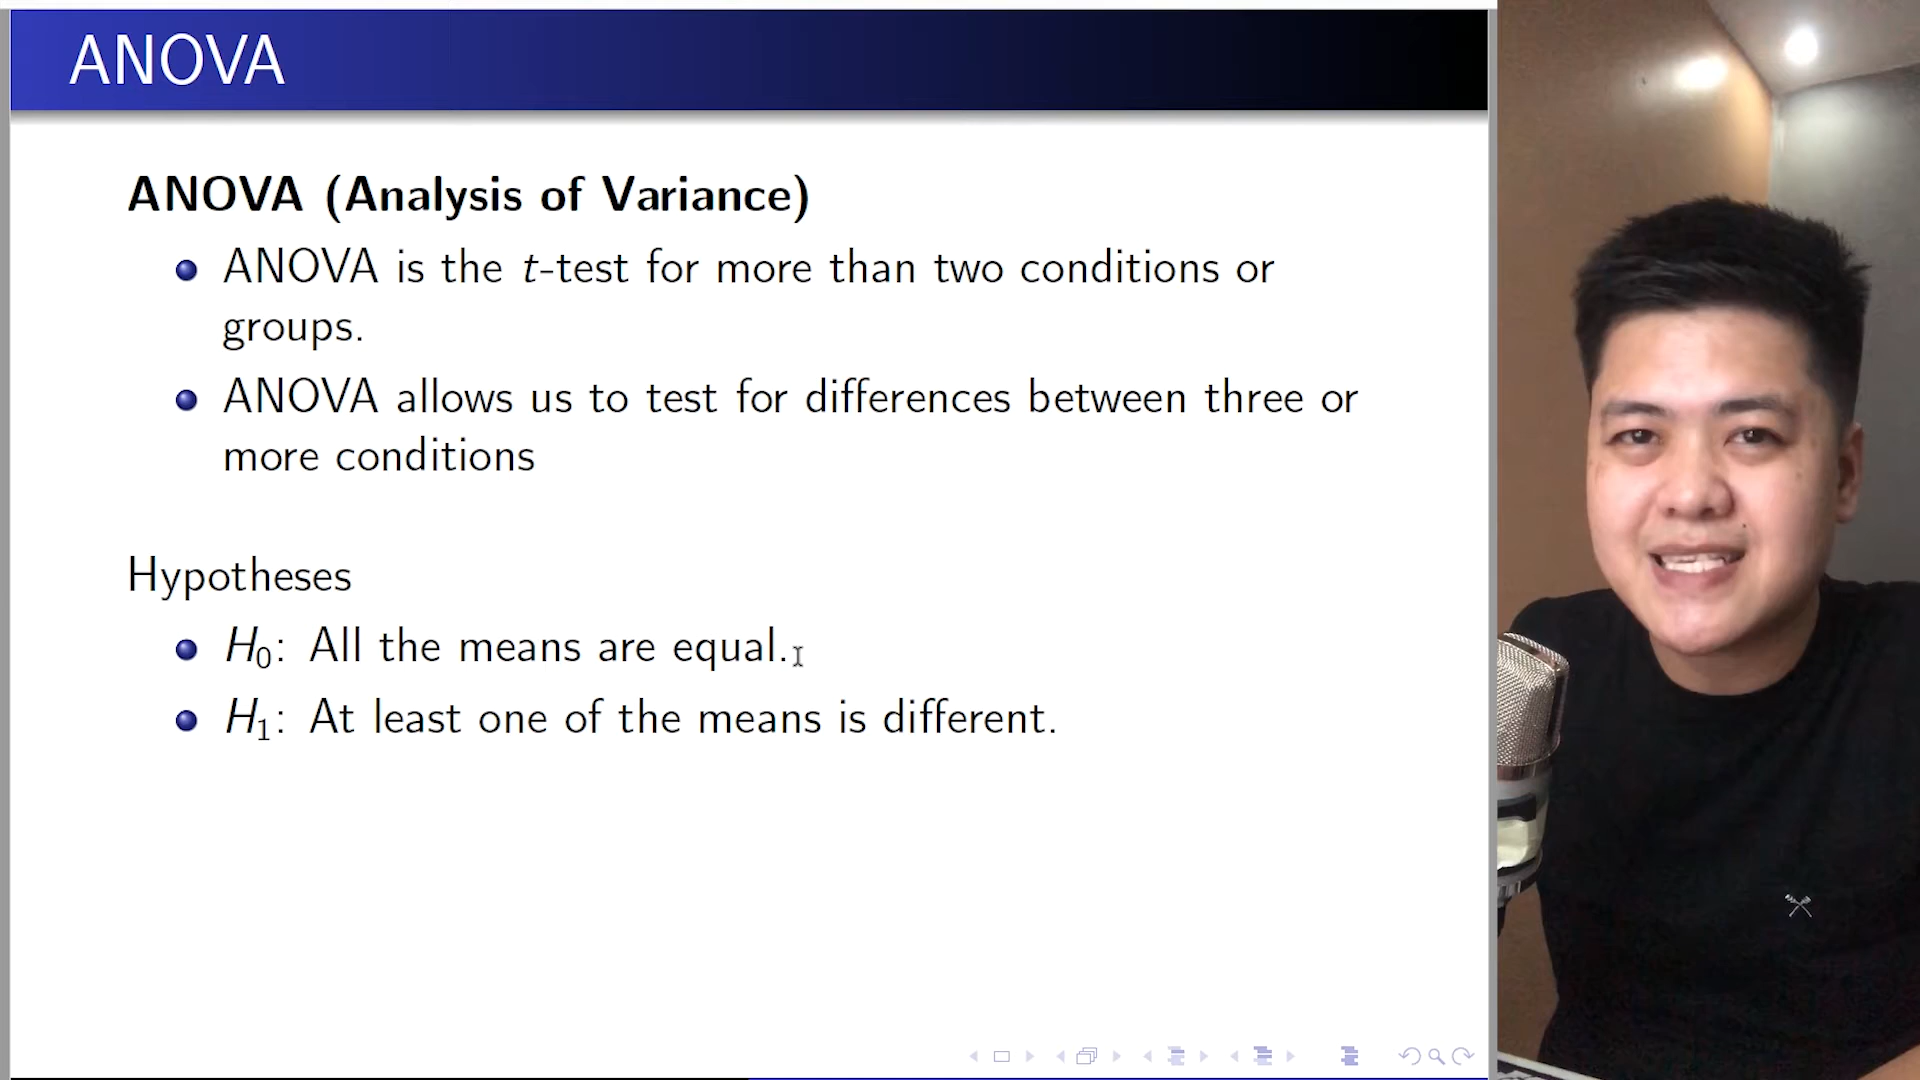 ANOVA
ANOVA (Analysis of Variance)
ANOVA is the t-test for more than two conditions or
groups.
ANOVA allows us to test for differences between three or
more conditions
Hypotheses
H₀: All the means are equal.
H₁: At least one of the means is different.